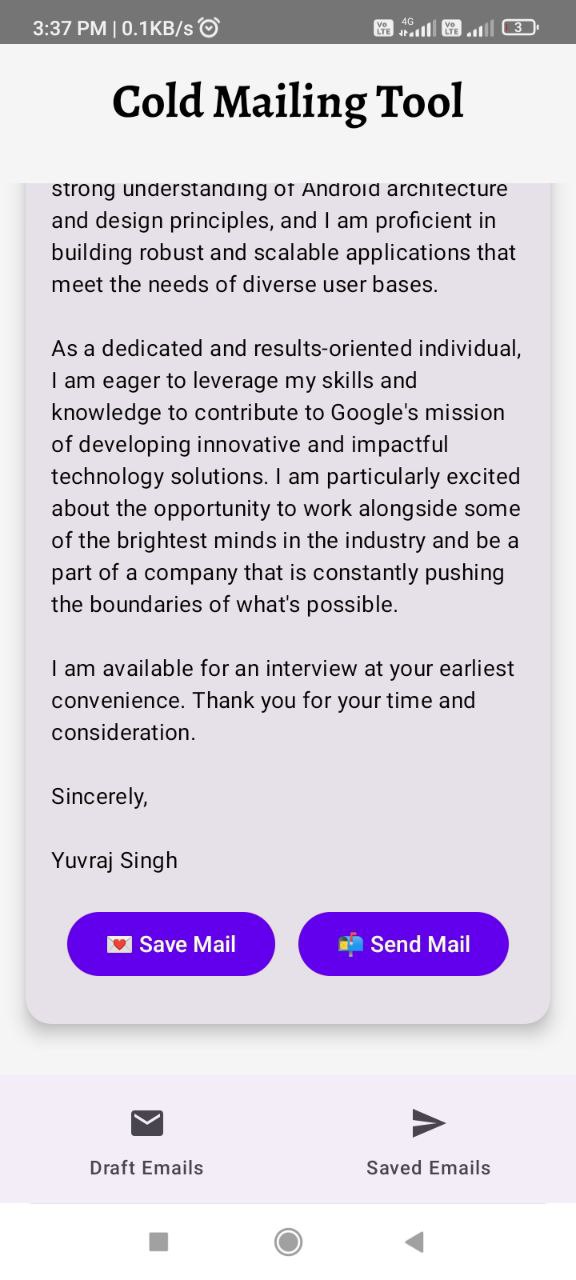 3:37 PM | 0.1KB/s
Vo LTE 4G Vo LTE 3
Cold Mailing Tool
strong understanding of Android architecture
and design principles, and I am proficient in
building robust and scalable applications that
meet the needs of diverse user bases.
As a dedicated and results-oriented individual,
I am eager to leverage my skills and
knowledge to contribute to Google's mission
of developing innovative and impactful
technology solutions. I am particularly excited
about the opportunity to work alongside some
of the brightest minds in the industry and be a
part of a company that is constantly pushing
the boundaries of what's possible.
I am available for an interview at your earliest
convenience. Thank you for your time and
consideration.
Sincerely,
Yuvraj Singh
💌 Save Mail 📬 Send Mail
Draft Emails Saved Emails